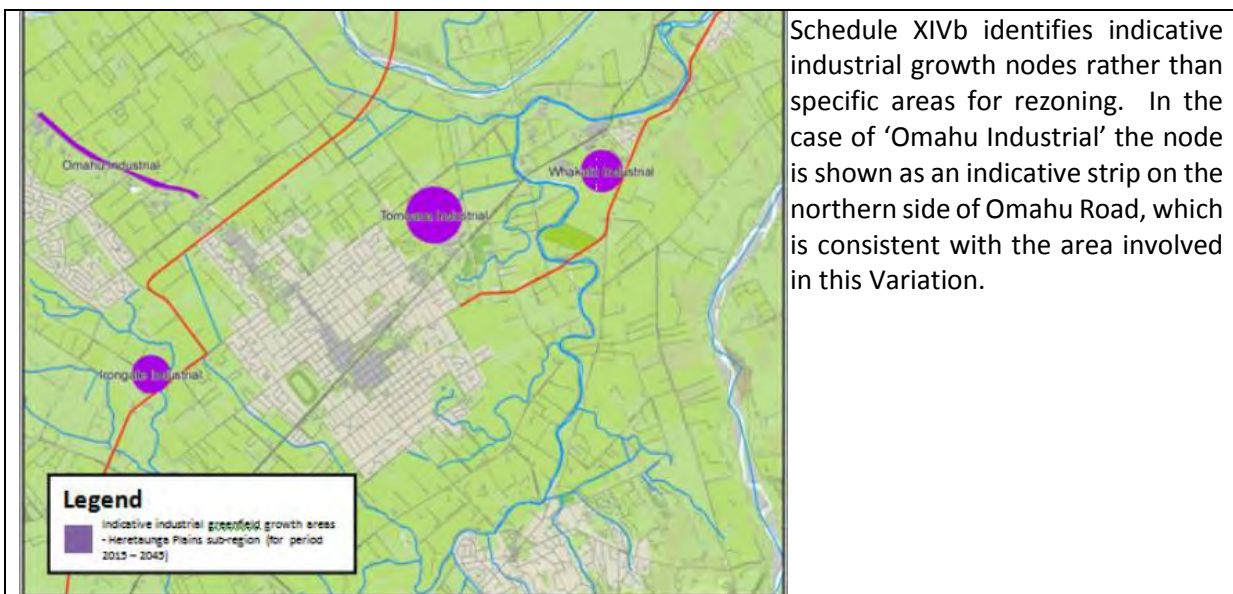 Schedule XIVb identifies indicative
industrial growth nodes rather than
specific areas for rezoning. In the
case of ‘Omahu Industrial’ the node
is shown as an indicative strip on the
northern side of Omahu Road, which
is consistent with the area involved
in this Variation.
Omahu Industrial
Whakatu Industrial
Tomoana Industrial
Irongate Industrial
Legend
Indicative industrial greenfield growth areas
- Heretaunga Plains sub-region (for period
2015 – 2045)